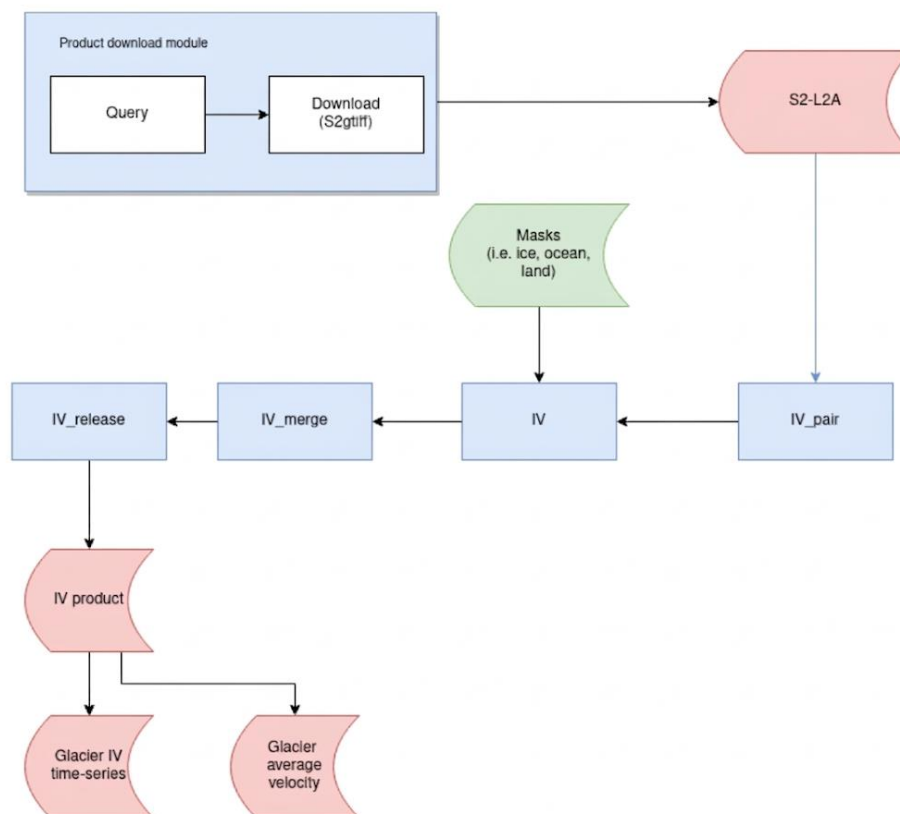 Product download module
Query
Download
(S2gtiff)
S2-L2A
Masks
(i.e. ice, ocean,
land)
IV_release
IV_merge
IV
IV_pair
IV product
Glacier IV
time-series
Glacier
average
velocity